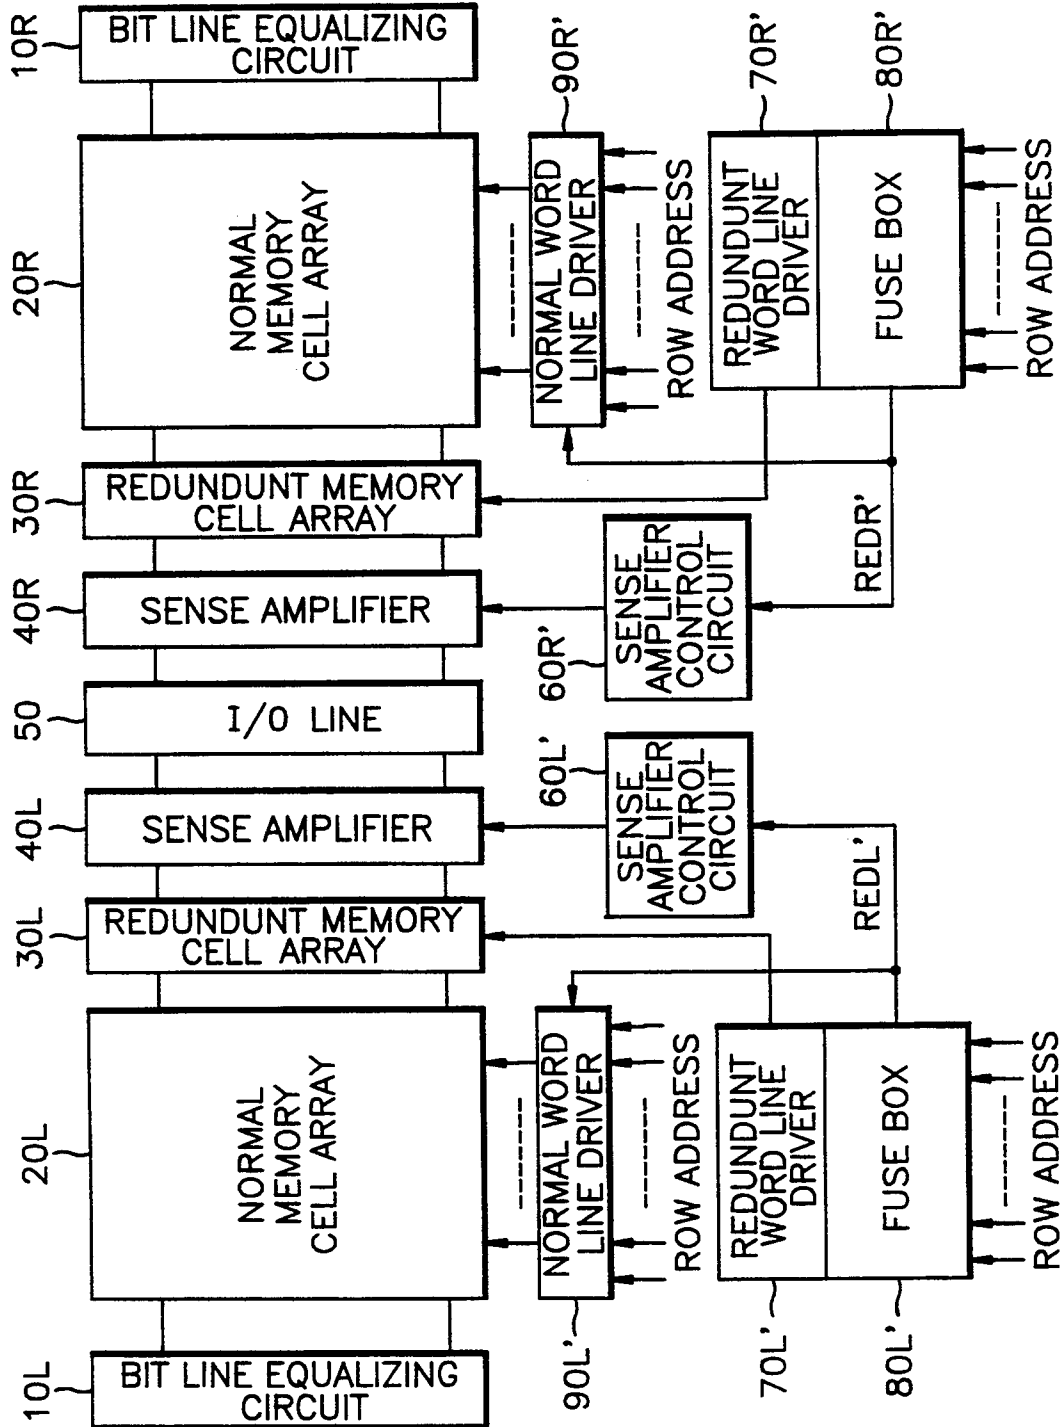 10L
20L
30L
40L
50
40R
30R
20R
10R
BIT LINE EQUALIZING
CIRCUIT
NORMAL
MEMORY
CELL ARRAY
REDUNDUNT MEMORY
CELL ARRAY
SENSE AMPLIFIER
I/O LINE
SENSE AMPLIFIER
REDUNDUNT MEMORY
CELL ARRAY
NORMAL
MEMORY
CELL ARRAY
BIT LINE EQUALIZING
CIRCUIT
90L'
NORMAL WORD
LINE DRIVER
ROW ADDRESS
60L'
SENSE
AMPLIFIER
CONTROL
CIRCUIT
60R'
SENSE
AMPLIFIER
CONTROL
CIRCUIT
NORMAL WORD
LINE DRIVER
90R'
ROW ADDRESS
70L'
REDUNDUNT
WORD LINE
DRIVER
80L'
FUSE BOX
ROW ADDRESS
REDL'
REDR'
REDUNDUNT
WORD LINE
DRIVER
70R'
FUSE BOX
80R'
ROW ADDRESS